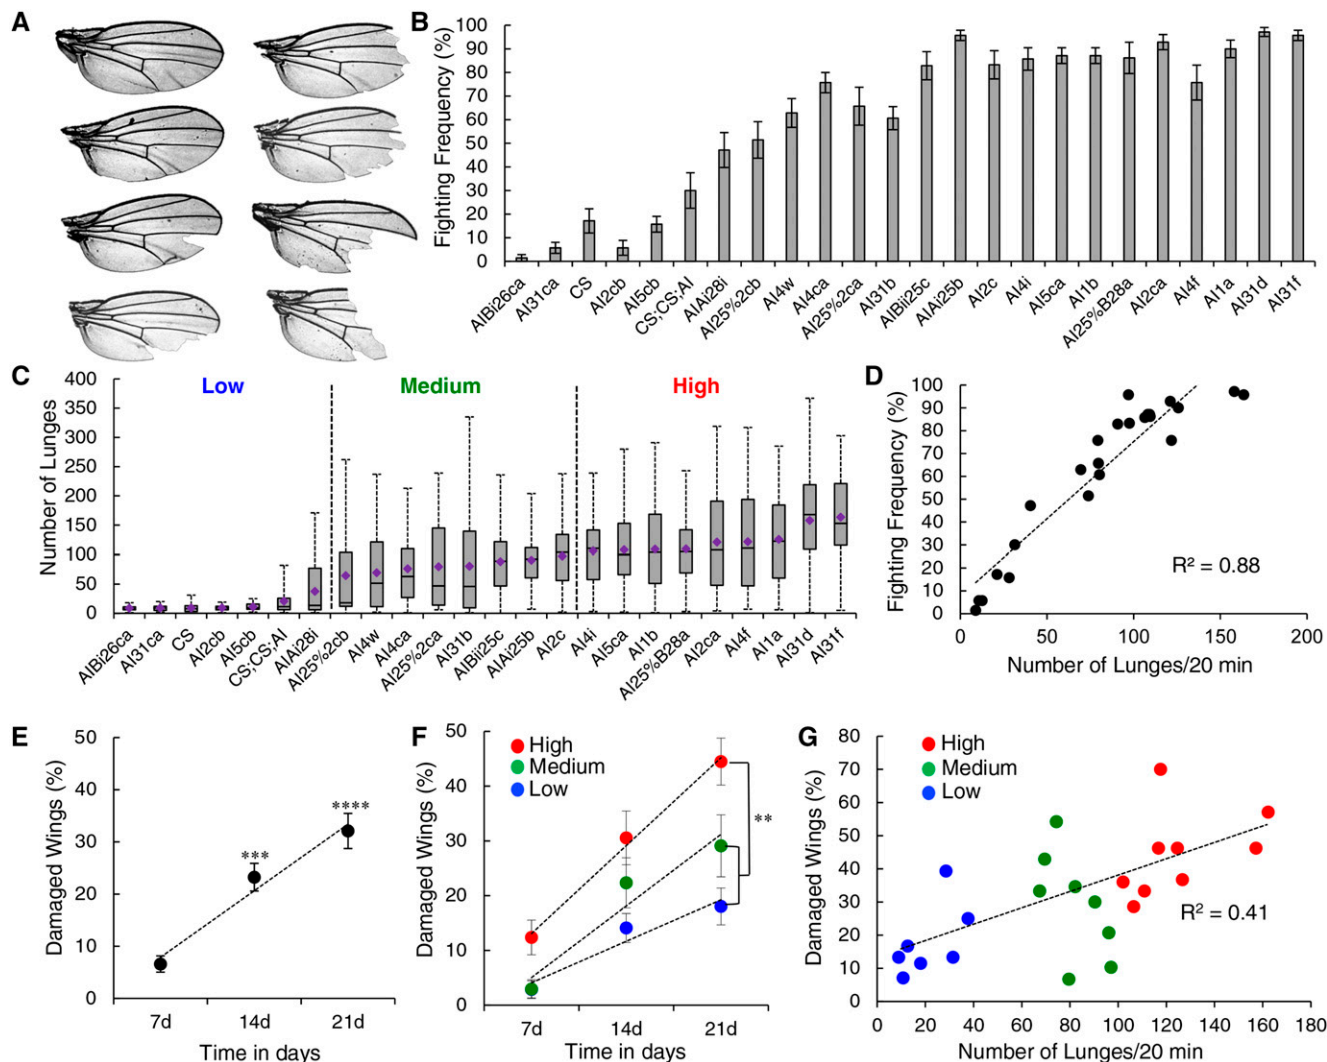 A
B
Fighting Frequency (%)
100
90
80
70
60
50
40
30
20
10
0
AIBi26ca
AI31ca
CS
AI2cb
AI5cb
CS;CS;AI
AIAi28i
AI25%2cb
AI4w
AI4ca
AI25%2ca
AI31b
AIBii25c
AIAi25b
AI2c
AI4i
AI5ca
AI1b
AI25%B28a
AI2ca
AI4f
AI1a
AI31d
AI31f
C
Low
Medium
High
Number of Lunges
400
350
300
250
200
150
100
50
0
AIBi26ca
AI31ca
CS
AI2cb
AI5cb
CS;CS,AI
AIAi28i
AI25%2cb
AI4w
AI4ca
AI25%2ca
AI31b
AIBii25c
AIAi25b
AI2c
AI4i
AI5ca
AI1b
AI25%B28a
AI2ca
AI4f
AI1a
AI31d
AI31f
D
Fighting Frequency (%)
100
90
80
70
60
50
40
30
20
10
0
R² = 0.88
0 50 100 150 200
Number of Lunges/20 min
E
Damaged Wings (%)
50
40
30
20
10
0
***
****
7d 14d 21d
Time in days
F
Damaged Wings (%)
50
40
30
20
10
0
High
Medium
Low
**
7d 14d 21d
Time in days
G
Damaged Wings (%)
80
70
60
50
40
30
20
10
0
High
Medium
Low
R² = 0.41
0 20 40 60 80 100 120 140 160 180
Number of Lunges/20 min